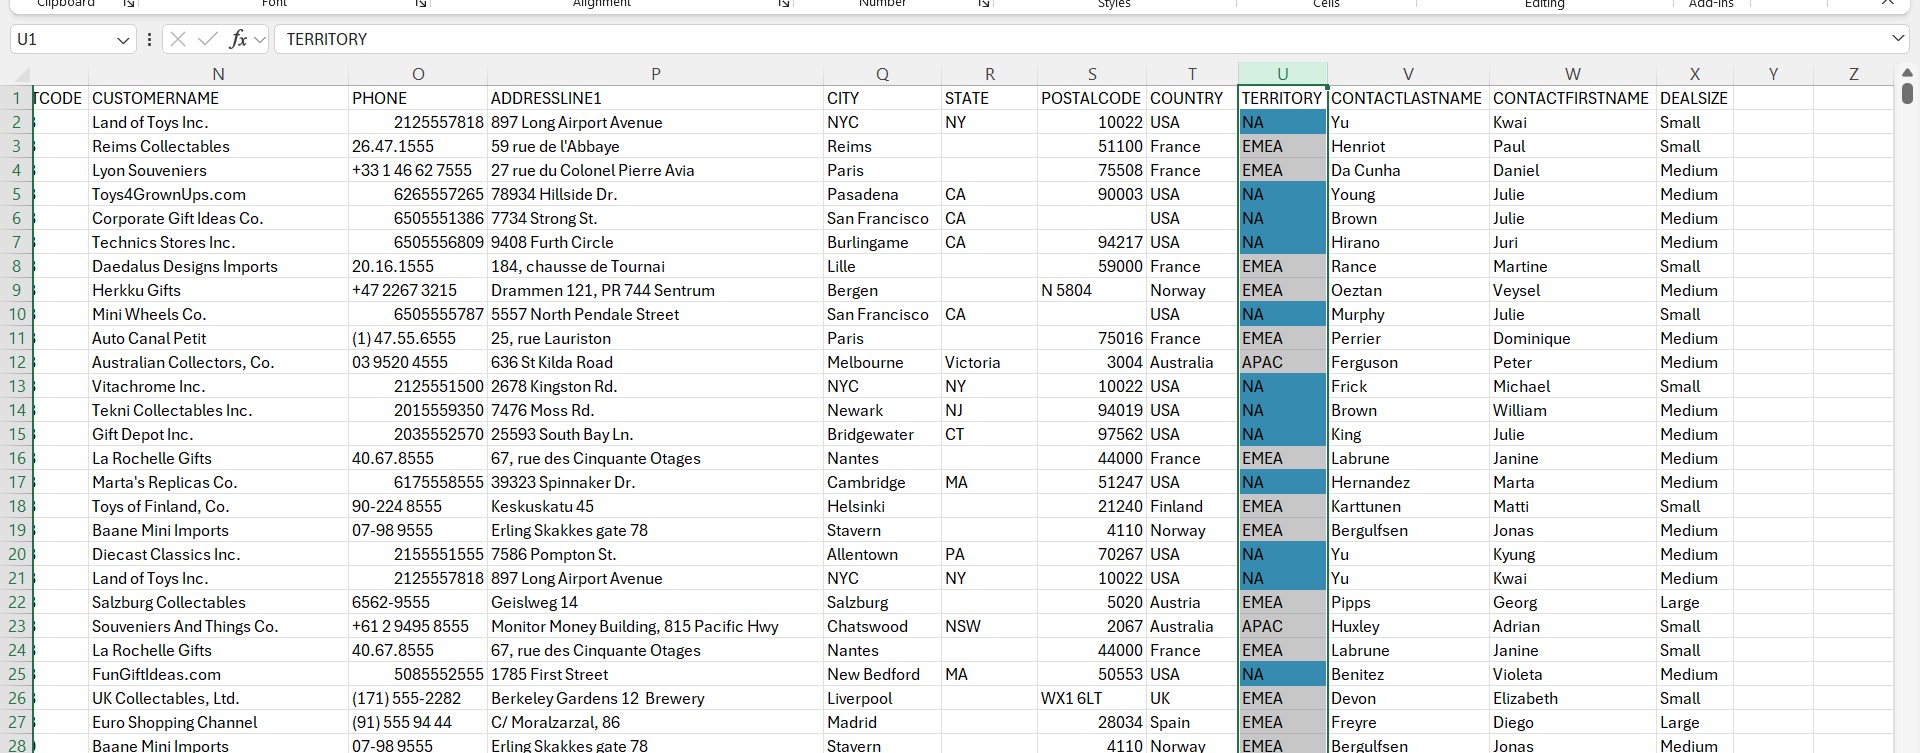 Clipboard Font Alignment Number Styles Cells Editing Add-ins
U1 fx TERRITORY
N O P Q R S T U V W X Y Z
1 TCODE CUSTOMERNAME PHONE ADDRESSLINE1 CITY STATE POSTALCODE COUNTRY TERRITORY CONTACTLASTNAME CONTACTFIRSTNAME DEALSIZE
2 Land of Toys Inc. 2125557818 897 Long Airport Avenue NYC NY 10022 USA NA Yu Kwai Small
3 Reims Collectables 26.47.1555 59 rue de l'Abbaye Reims 51100 France EMEA Henriot Paul Small
4 Lyon Souveniers +33 1 46 62 7555 27 rue du Colonel Pierre Avia Paris 75508 France EMEA Da Cunha Daniel Medium
5 Toys4GrownUps.com 6265557265 78934 Hillside Dr. Pasadena CA 90003 USA NA Young Julie Medium
6 Corporate Gift Ideas Co. 6505551386 7734 Strong St. San Francisco CA USA NA Brown Julie Medium
7 Technics Stores Inc. 6505556809 9408 Furth Circle Burlingame CA 94217 USA NA Hirano Juri Medium
8 Daedalus Designs Imports 20.16.1555 184, chausse de Tournai Lille 59000 France EMEA Rance Martine Small
9 Herkku Gifts +47 2267 3215 Drammen 121, PR 744 Sentrum Bergen N 5804 Norway EMEA Oeztan Veysel Medium
10 Mini Wheels Co. 6505555787 5557 North Pendale Street San Francisco CA USA NA Murphy Julie Small
11 Auto Canal Petit (1) 47.55.6555 25, rue Lauriston Paris 75016 France EMEA Perrier Dominique Medium
12 Australian Collectors, Co. 03 9520 4555 636 St Kilda Road Melbourne Victoria 3004 Australia APAC Ferguson Peter Medium
13 Vitachrome Inc. 2125551500 2678 Kingston Rd. NYC NY 10022 USA NA Frick Michael Small
14 Tekni Collectables Inc. 2015559350 7476 Moss Rd. Newark NJ 94019 USA NA Brown William Medium
15 Gift Depot Inc. 2035552570 25593 South Bay Ln. Bridgewater CT 97562 USA NA King Julie Medium
16 La Rochelle Gifts 40.67.8555 67, rue des Cinquante Otages Nantes 44000 France EMEA Labrune Janine Medium
17 Marta's Replicas Co. 6175558555 39323 Spinnaker Dr. Cambridge MA 51247 USA NA Hernandez Marta Medium
18 Toys of Finland, Co. 90-224 8555 Keskuskatu 45 Helsinki 21240 Finland EMEA Karttunen Matti Small
19 Baane Mini Imports 07-98 9555 Erling Skakkes gate 78 Stavern 4110 Norway EMEA Bergulfsen Jonas Medium
20 Diecast Classics Inc. 2155551555 7586 Pompton St. Allentown PA 70267 USA NA Yu Kyung Medium
21 Land of Toys Inc. 2125557818 897 Long Airport Avenue NYC NY 10022 USA NA Yu Kwai Medium
22 Salzburg Collectables 6562-9555 Geislweg 14 Salzburg 5020 Austria EMEA Pipps Georg Large
23 Souveniers And Things Co. +61 2 9495 8555 Monitor Money Building, 815 Pacific Hwy Chatswood NSW 2067 Australia APAC Huxley Adrian Small
24 La Rochelle Gifts 40.67.8555 67, rue des Cinquante Otages Nantes 44000 France EMEA Labrune Janine Small
25 FunGiftIdeas.com 5085552555 1785 First Street New Bedford MA 50553 USA NA Benitez Violeta Medium
26 UK Collectables, Ltd. (171) 555-2282 Berkeley Gardens 12 Brewery Liverpool WX1 6LT UK EMEA Devon Elizabeth Small
27 Euro Shopping Channel (91) 555 94 44 C/ Moralzarzal, 86 Madrid 28034 Spain EMEA Freyre Diego Large
28 Baane Mini Imports 07-98 9555 Erling Skakkes gate 78 Stavern 4110 Norway EMEA Bergulfsen Jonas Medium